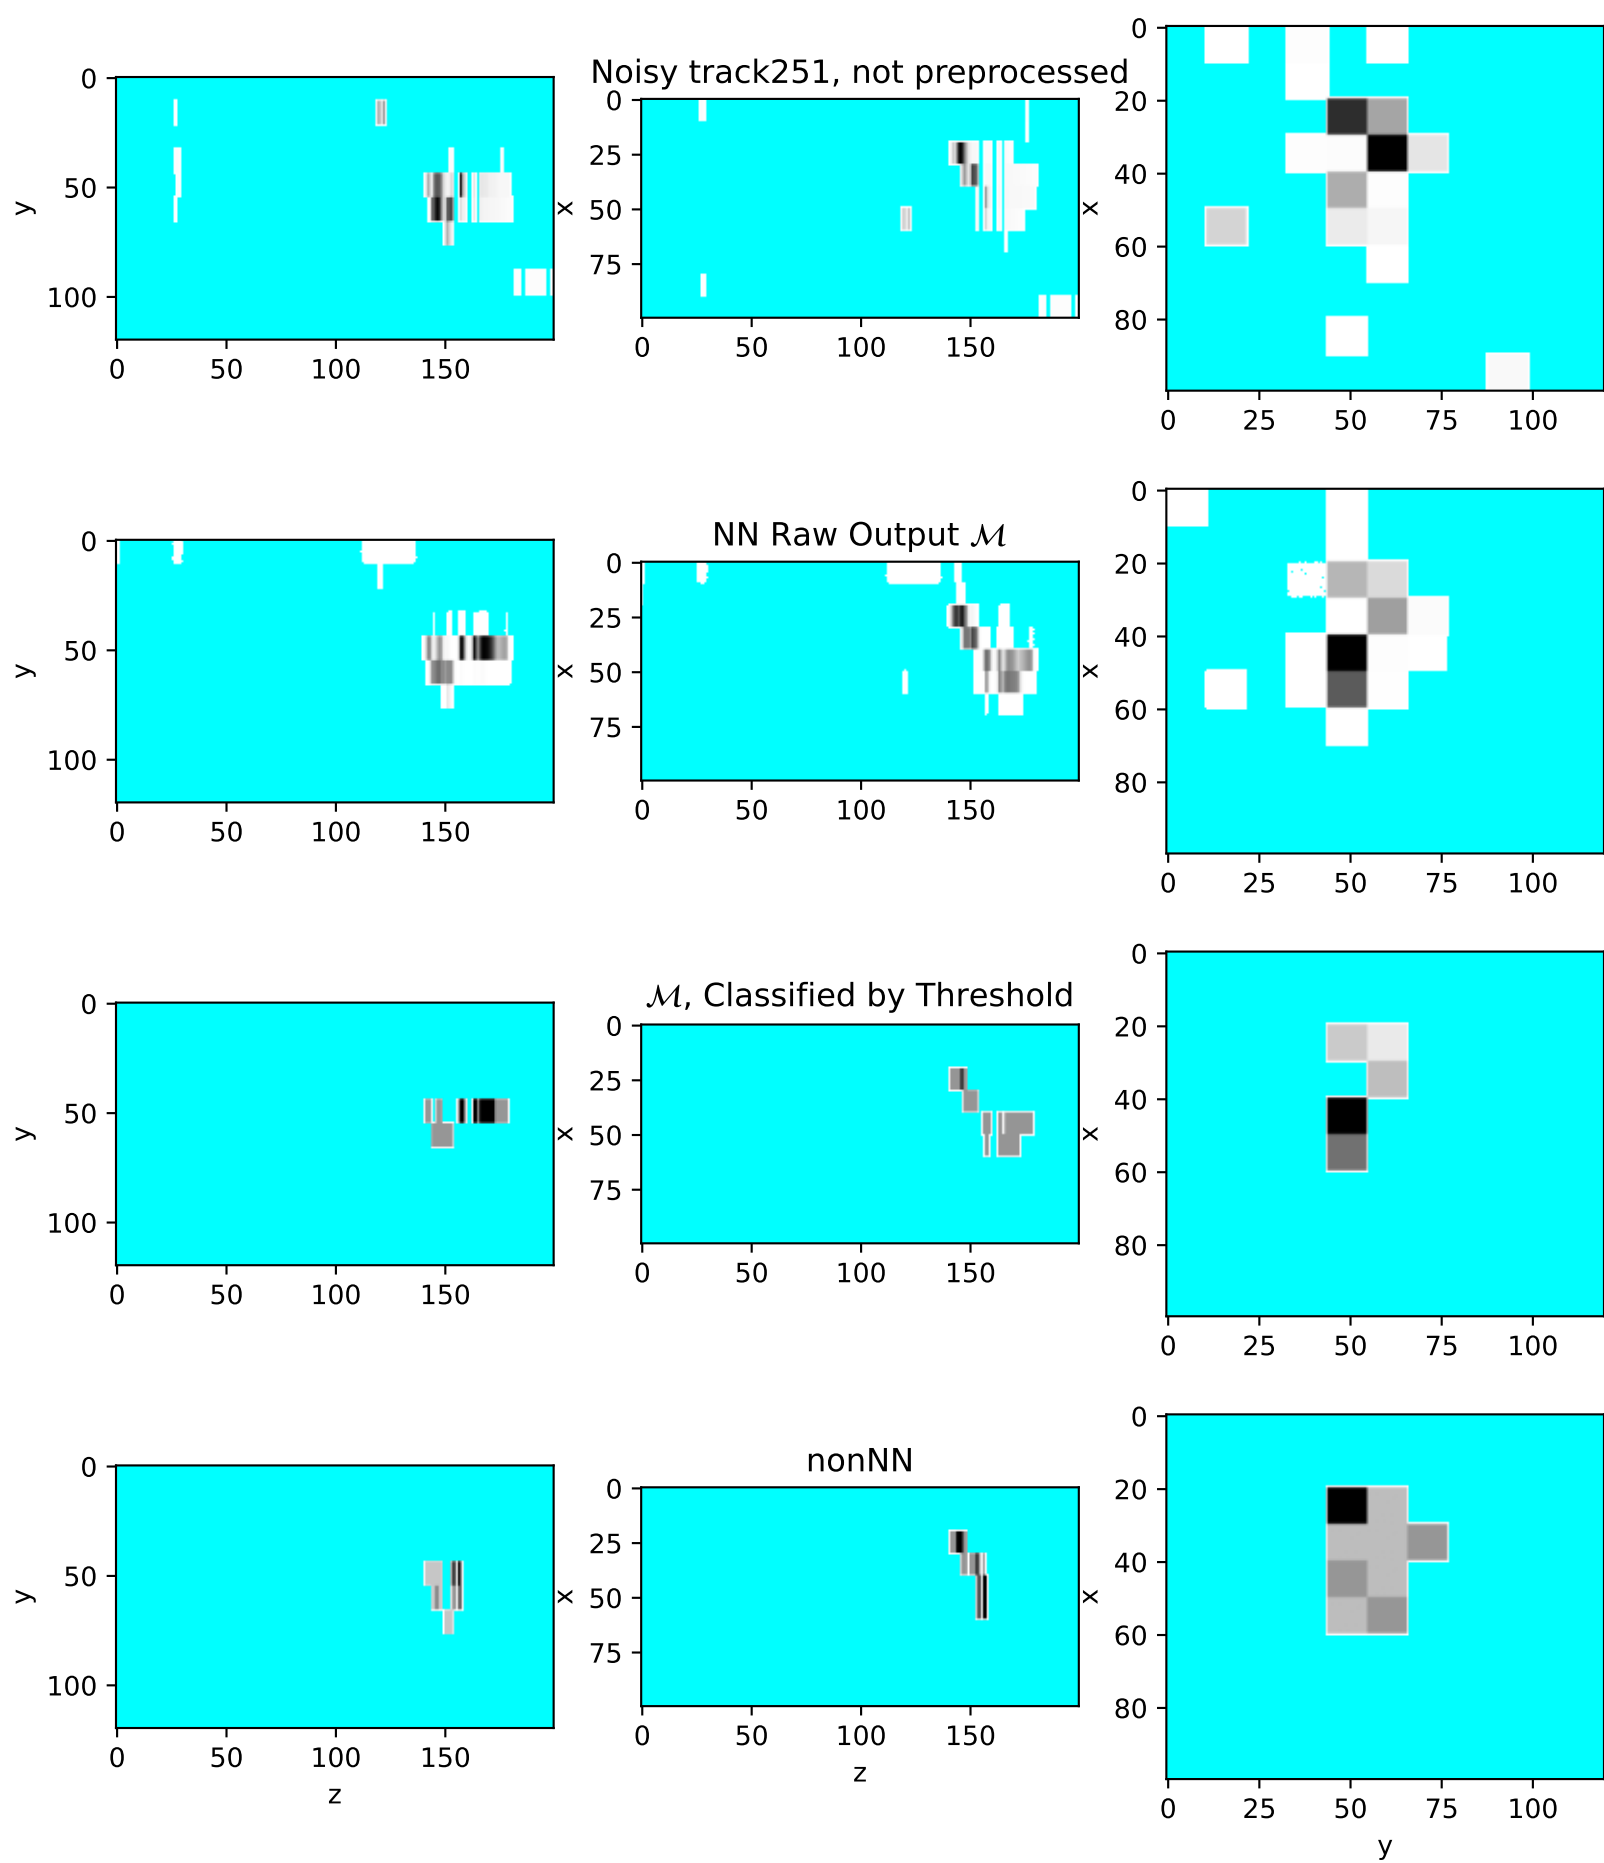 Noisy track251, not preprocessed
0 50 100
y
0 50 100 150
0 25 50 75
x
0 50 100 150
0 20 40 60 80
x
0 25 50 75 100
NN Raw Output ℳ
0 50 100
y
0 50 100 150
0 25 50 75
x
0 50 100 150
0 20 40 60 80
x
0 25 50 75 100
ℳ, Classified by Threshold
0 50 100
y
0 50 100 150
0 25 50 75
x
0 50 100 150
0 20 40 60 80
x
0 25 50 75 100
nonNN
0 50 100
y
0 50 100 150
z
0 25 50 75
x
0 50 100 150
z
0 20 40 60 80
x
0 25 50 75 100
y